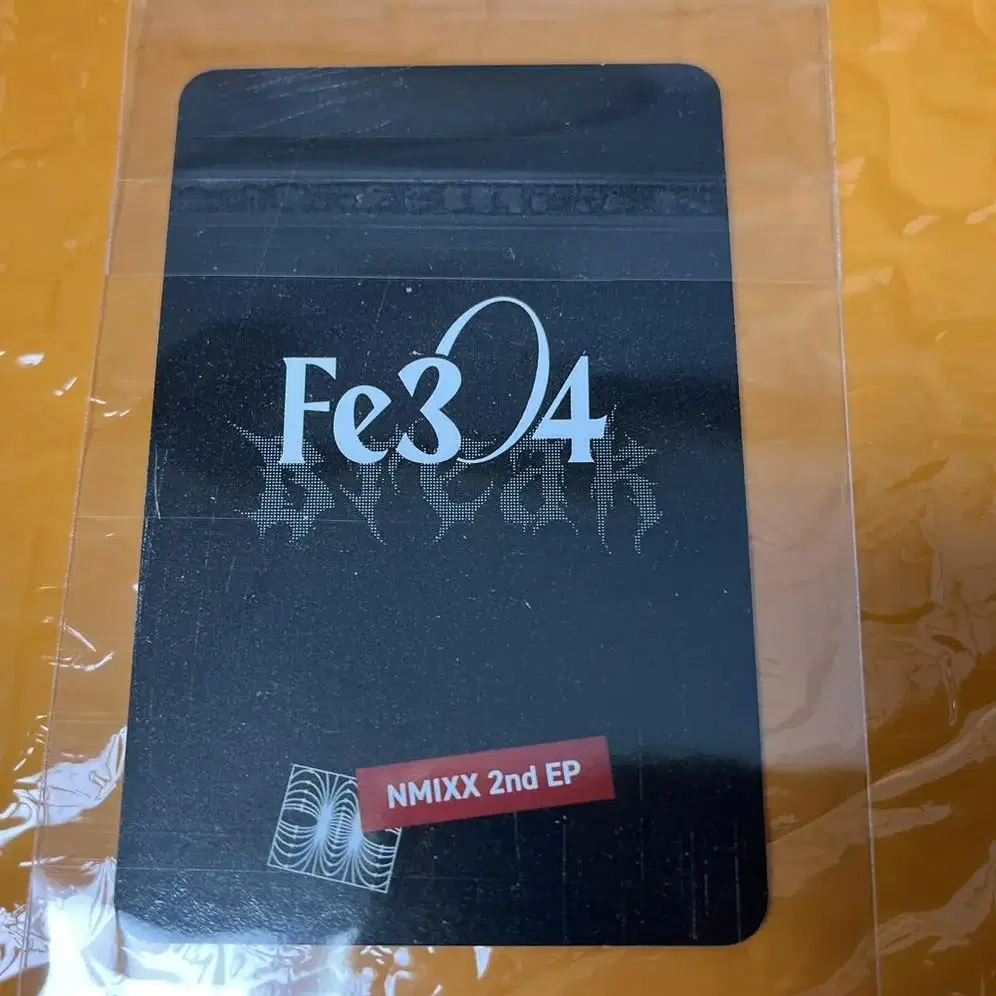 Fe3O4
Break
NMIXX 2nd EP